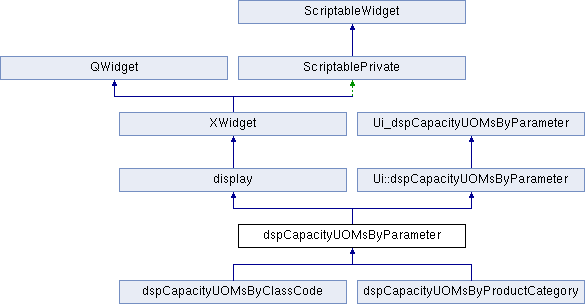 ScriptableWidget
QWidget
ScriptablePrivate
XWidget
Ui_dspCapacityUOMsByParameter
display
Ui::dspCapacityUOMsByParameter
dspCapacityUOMsByParameter
dspCapacityUOMsByClassCode
dspCapacityUOMsByProductCategory